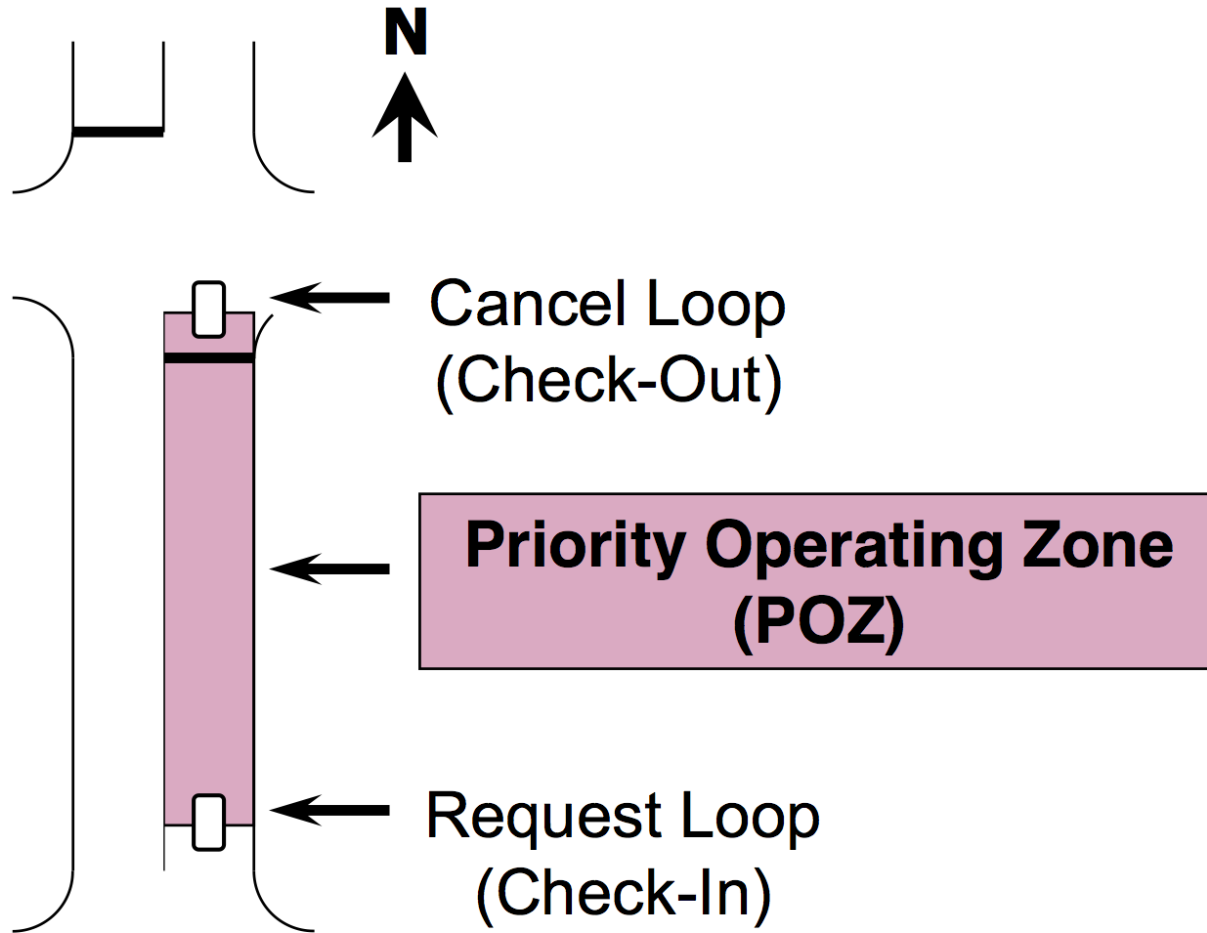 N
Cancel Loop
(Check-Out)
Priority Operating Zone
(POZ)
Request Loop
(Check-In)